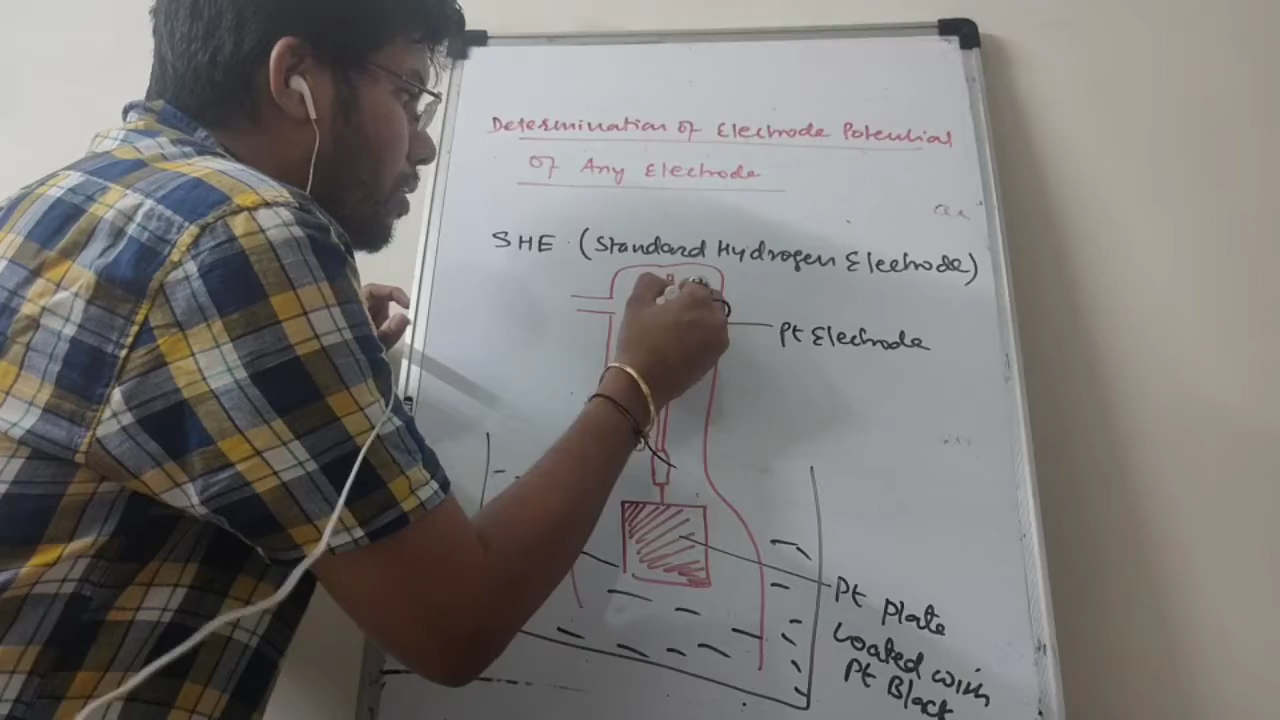 Determination of Electrode Potential
of Any Electrode
SHE. (Standard Hydrogen Electrode)
Pt Electrode
Pt plate
coated with
Pt Black